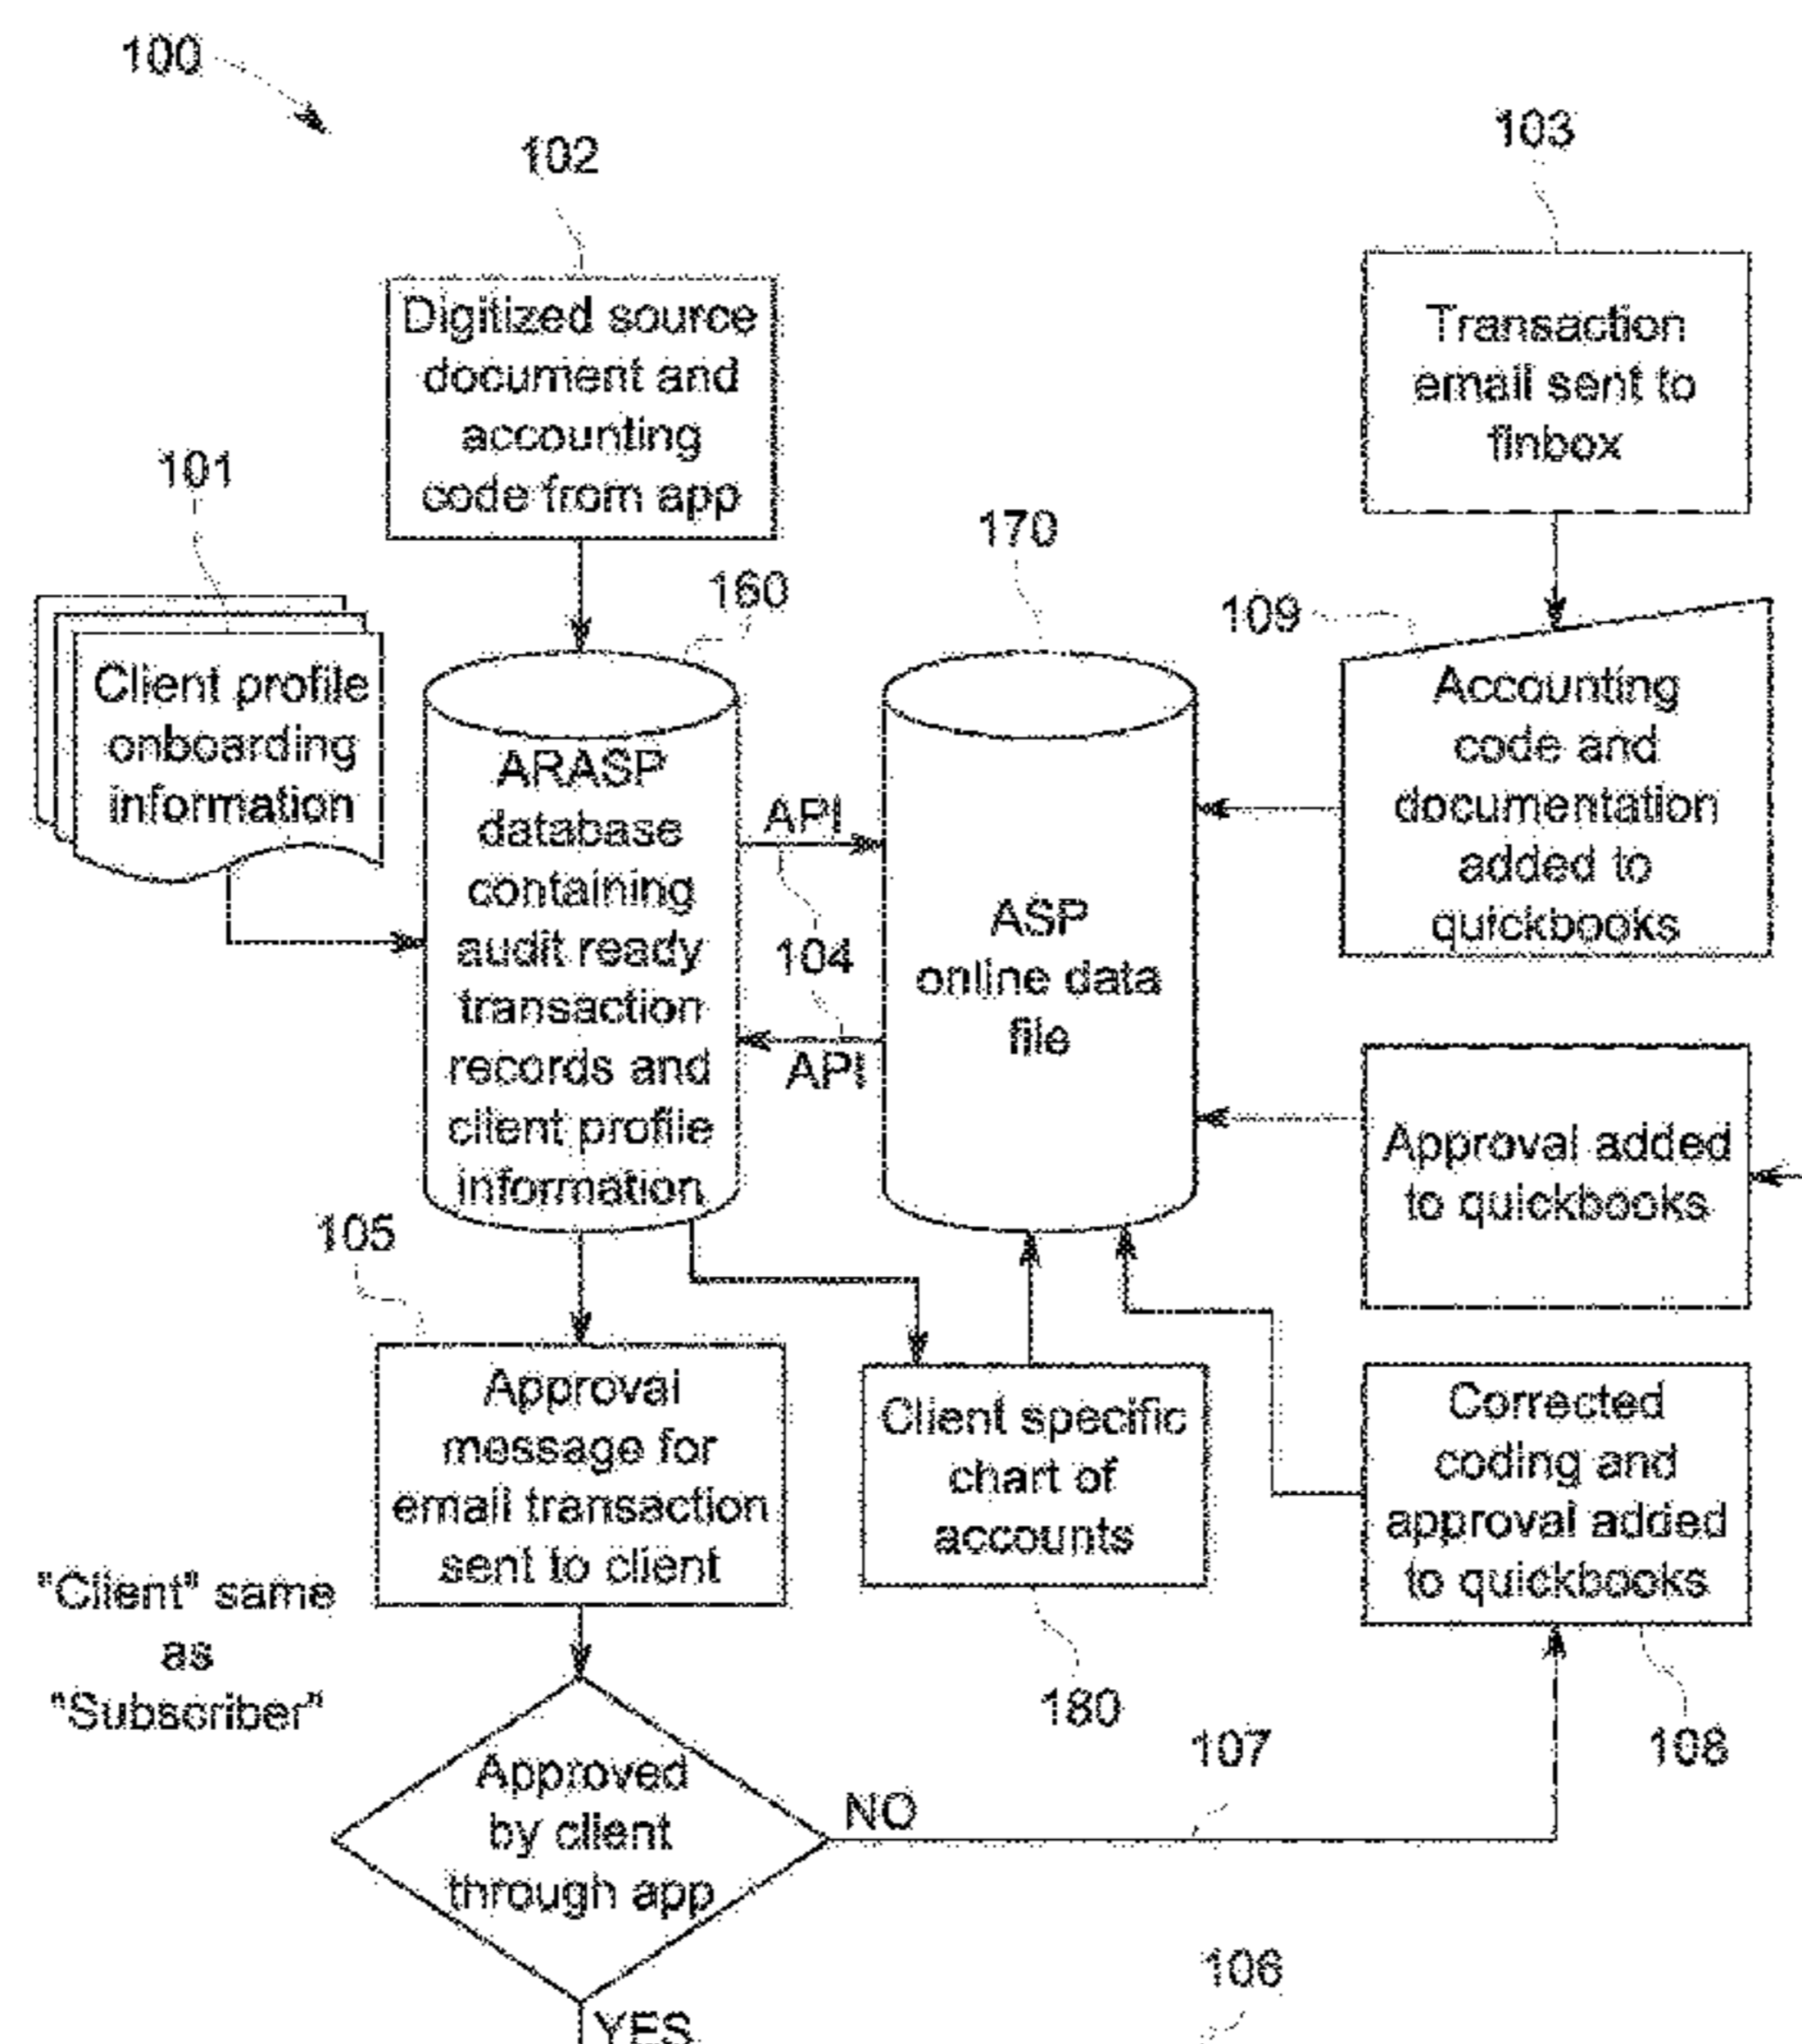 100
102
103
Digitized source
document and
accounting
code from app
Transaction
email sent to
finbox
101
160
170
109
Client profile
onboarding
information
ARASP
database
containing
audit ready
transaction
records and
client profile
information
API
104
API
ASP
online data
file
Accounting
code and
documentation
added to
quickbooks
Approval added
to quickbooks
105
Approval
message for
email transaction
sent to client
Client specific
chart of
accounts
Corrected
coding and
approval added
to quickbooks
"Client" same
as
"Subscriber"
180
107
108
Approved
by client
through app
NO
106
YES